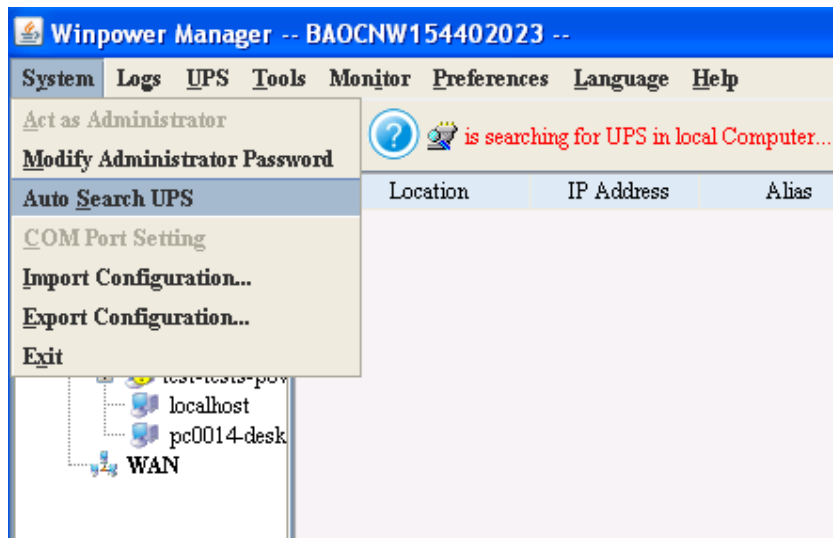 Winpower Manager -- BAOCNW154402023 --
System Logs UPS Tools Monitor Preferences Language Help
Act as Administrator
is searching for UPS in local Computer...
Modify Administrator Password
Auto Search UPS
Location IP Address Alias
COM Port Setting
Import Configuration...
Export Configuration...
Exit
localhost
pc0014-desk
WAN